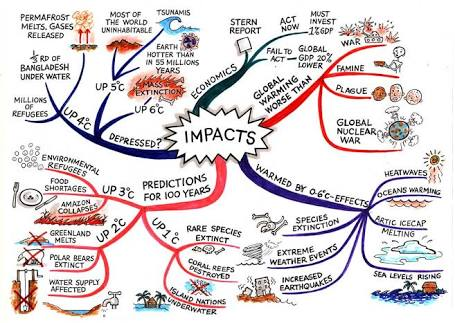 PERMAFROST
MELTS, GASES
RELEASED
1/3 RD OF
BANGLADESH
UNDER WATER
MILLIONS
OF
REFUGEES
UP 4°C
MOST OF
THE WORLD
UNINHABITABLE
TSUNAMIS
EARTH
HOTTER THAN
IN 55 MILLIONS
YEARS
UP 5°C
MASS
EXTINCTION
UP 6°C
DEPRESSED?
STERN
REPORT
ACT
NOW
MUST
INVEST
1% GDP
FAIL TO
ACT
GLOBAL
GDP 20%
LOWER
ECONOMICS
GLOBAL
WARMING
WORSE THAN
WAR
FAMINE
PLAGUE
GLOBAL
NUCLEAR
WAR
IMPACTS
PREDICTIONS
FOR 100 YEARS
UP 3°C
ENVIRONMENTAL
REFUGEES
FOOD
SHORTAGES
AMAZON
COLLAPSES
UP 2°C
GREENLAND
MELTS
POLAR BEARS
EXTINCT
WATER SUPPLY
AFFECTED
UP 1°C
RARE SPECIES
EXTINCT
CORAL REEFS
DESTROYED
ISLAND NATIONS
UNDERWATER
WARMED BY 0.6°C-EFFECTS
SPECIES
EXTINCTION
EXTREME
WEATHER EVENTS
INCREASED
EARTHQUAKES
HEATWAVES
OCEANS WARMING
ARTIC ICECAP
MELTING
SEA LEVELS RISING